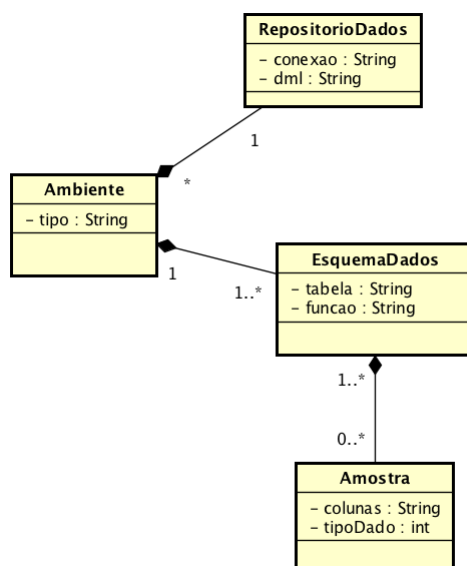 RepositorioDados
– conexao : String
– dml : String
1
*
Ambiente
– tipo : String
1
1..*
EsquemaDados
– tabela : String
– funcao : String
1..*
0..*
Amostra
– colunas : String
– tipoDado : int